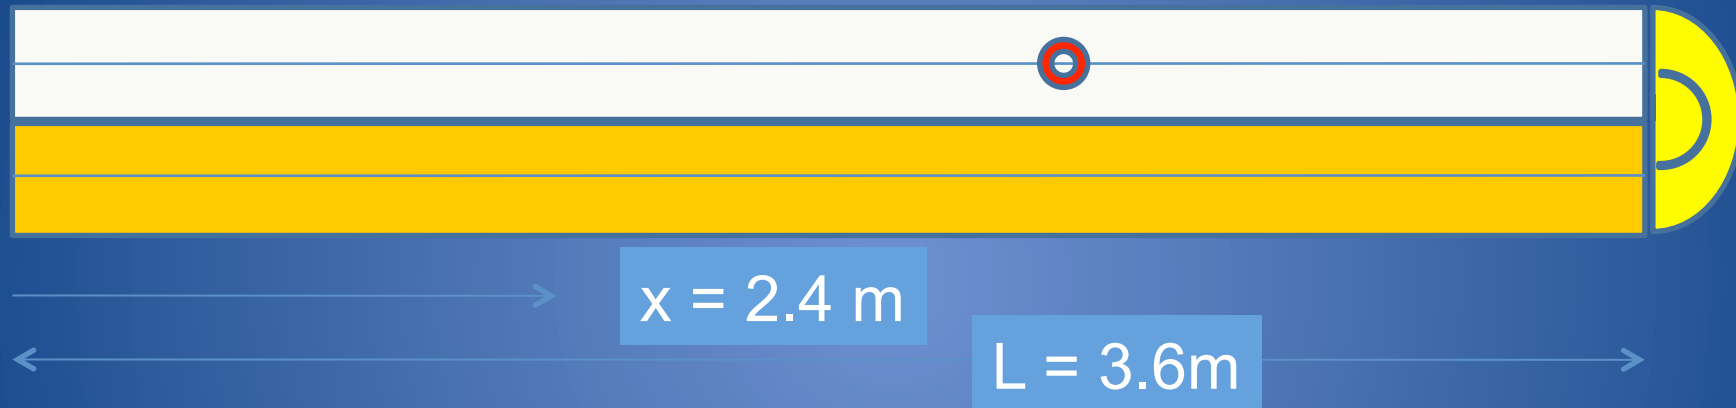 x = 2.4 m
L = 3.6m